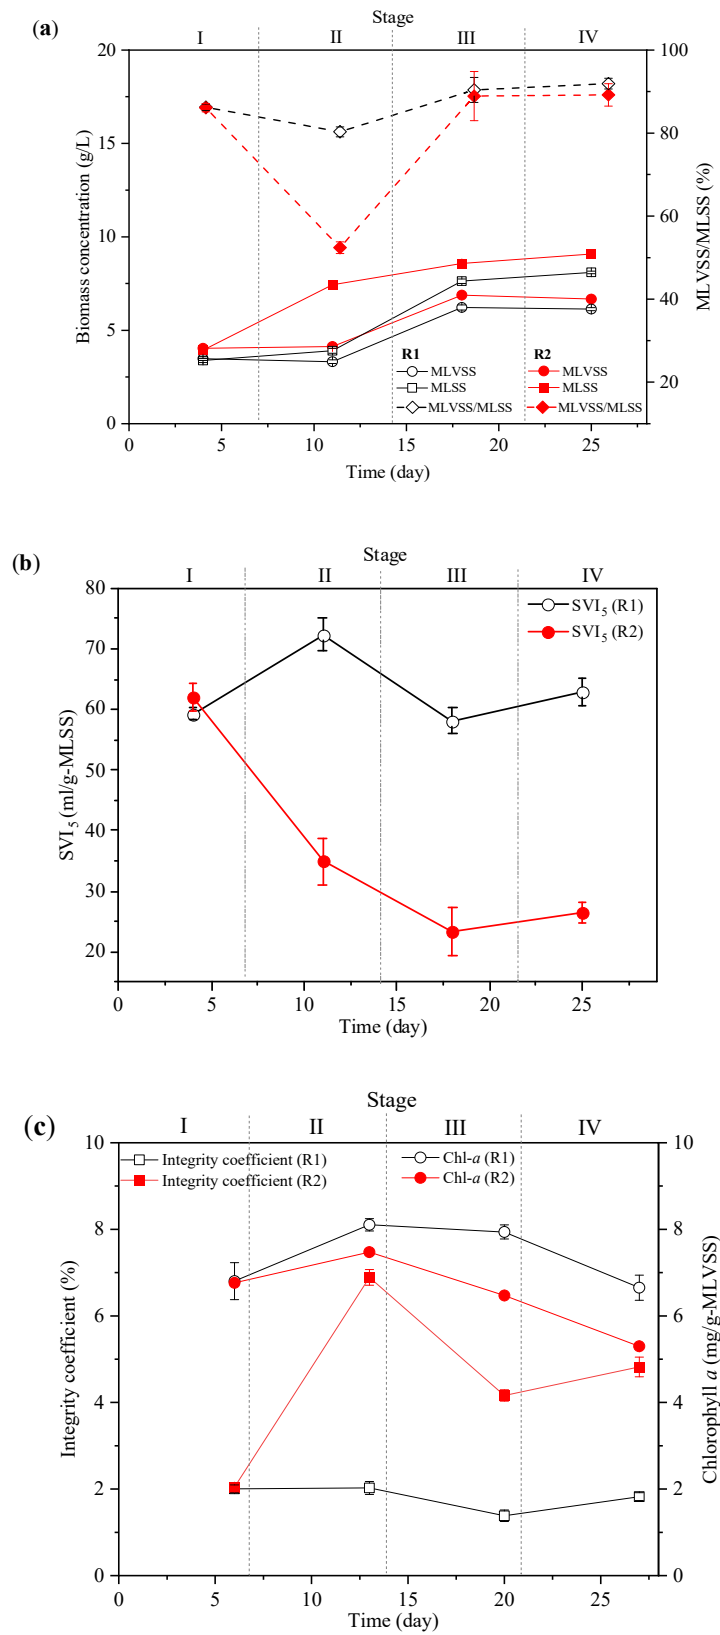 (a)
Stage
I II III IV
20 100
15 80
10 60
5 40
0 20
0 5 10 15 20 25
Biomass concentration (g/L)
MLVSS/MLSS (%)
R1 R2
MLVSS MLVSS
MLSS MLSS
MLVSS/MLSS MLVSS/MLSS
Time (day)
(b)
Stage
I II III IV
80
70
60
50
40
30
20
0 5 10 15 20 25
SVI5 (ml/g-MLSS)
SVI5 (R1)
SVI5 (R2)
Time (day)
(c)
Stage
I II III IV
10 10
8 8
6 6
4 4
2 2
0 0
0 5 10 15 20 25
Integrity coefficient (%)
Chlorophyll a (mg/g-MLVSS)
Integrity coefficient (R1) Chl-a (R1)
Integrity coefficient (R2) Chl-a (R2)
Time (day)